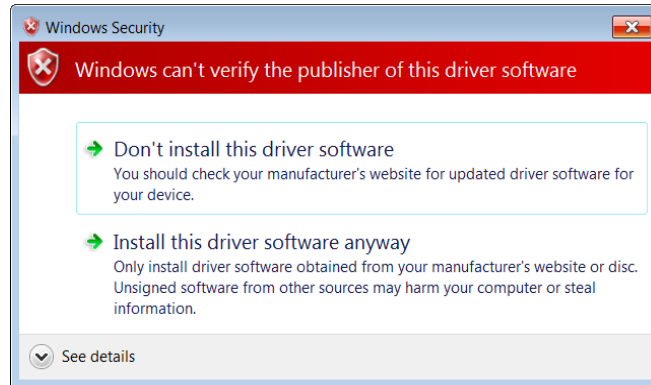 Windows Security
Windows can't verify the publisher of this driver software
Don't install this driver software
You should check your manufacturer's website for updated driver software for
your device.
Install this driver software anyway
Only install driver software obtained from your manufacturer's website or disc.
Unsigned software from other sources may harm your computer or steal
information.
See details